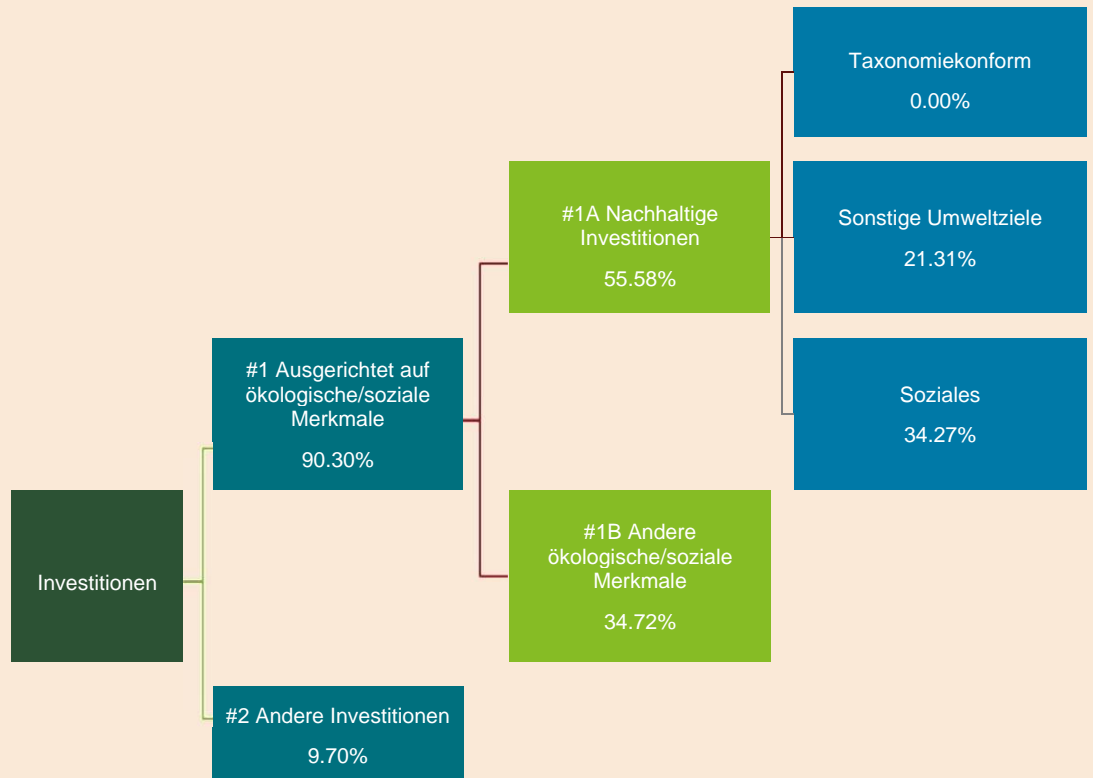 Taxonomiekonform
0.00%
#1A Nachhaltige
Investitionen
55.58%
Sonstige Umweltziele
21.31%
#1 Ausgerichtet auf
ökologische/soziale
Merkmale
90.30%
Soziales
34.27%
Investitionen
#1B Andere
ökologische/soziale
Merkmale
34.72%
#2 Andere Investitionen
9.70%